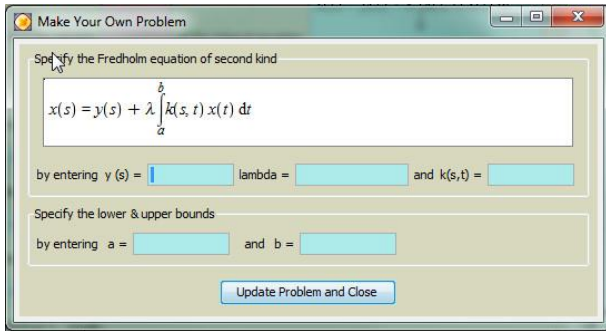 Make Your Own Problem
Specify the Fredholm equation of second kind
x(s) = y(s) + λ ∫ₐᵇ k(s, t) x(t) dt
by entering y (s) = lambda = and k(s,t) =
Specify the lower & upper bounds
by entering a = and b =
Update Problem and Close